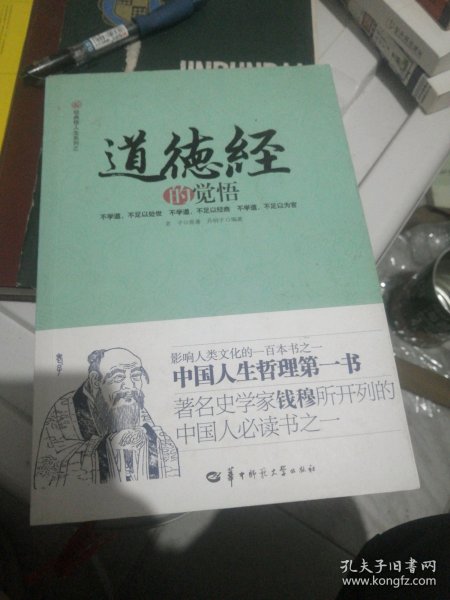 道德經
的觉悟
不学道，不足以处世 不学道，不足以经商 不学道，不足以为官
影响人类文化的一百本书之一
中国人生哲理第一书
著名史学家钱穆所开列的
中国人必读书之一
华中师范大学出版社
孔夫子旧书网
www.kongfz.com